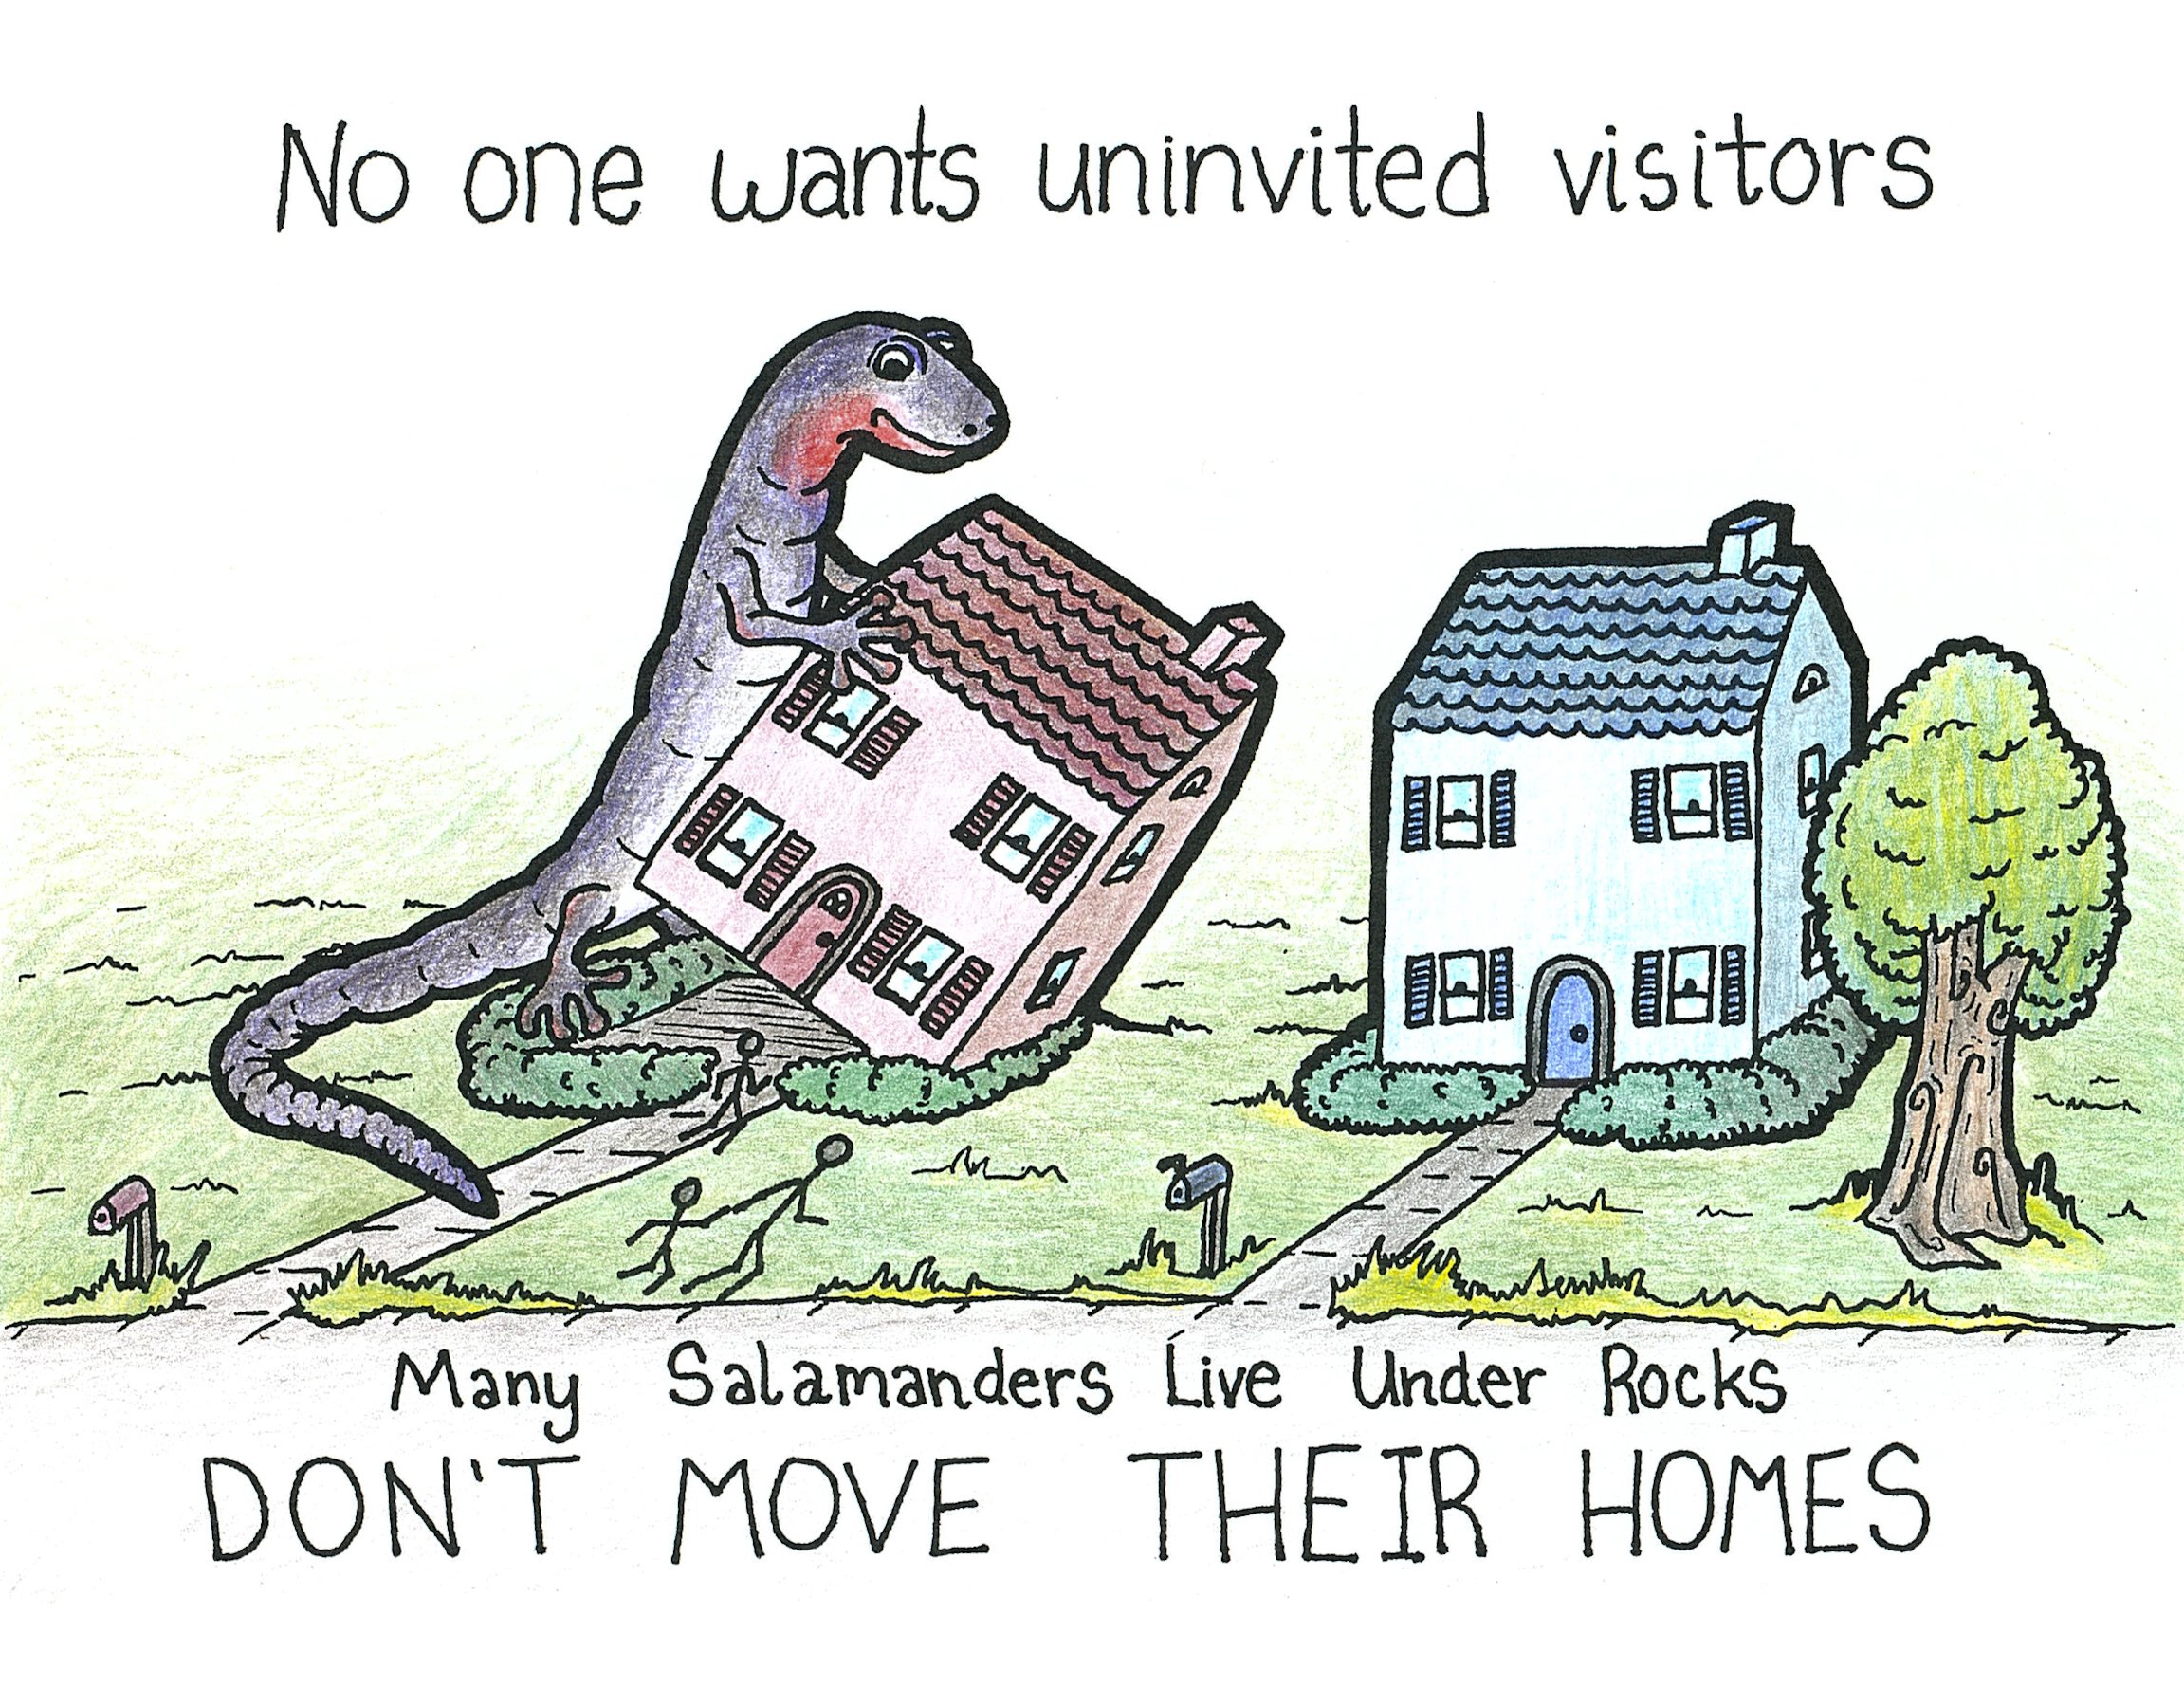 No one wants uninvited visitors
Many Salamanders Live Under Rocks
DON'T MOVE THEIR HOMES